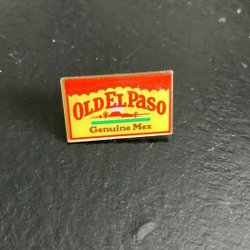 OLD EL PASO
Genuine Mex